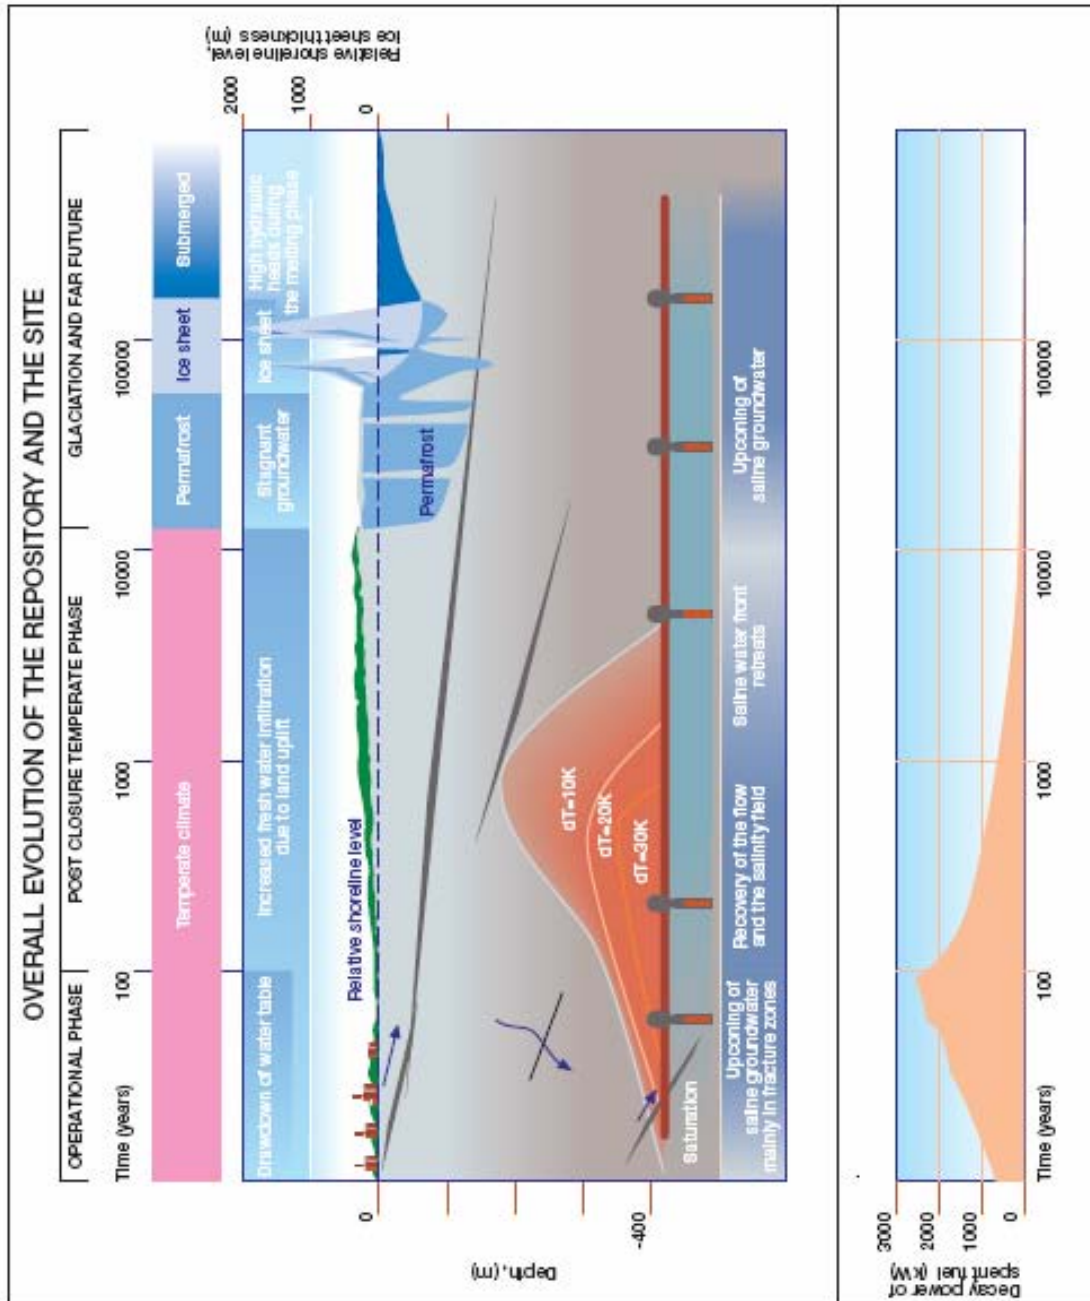 OVERALL EVOLUTION OF THE REPOSITORY AND THE SITE
OPERATIONAL PHASE
POST CLOSURE TEMPERATE PHASE
GLACIATION AND FAR FUTURE
Time (years)
100
1000
10000
100000
Temperate climate
Permafrost
Ice sheet
Submerged
Drawdown of water table
Increased fresh water infiltration
due to land uplift
Stagnant
groundwater
Ice sheet
High hydraulic
heads during
the melting phase
Relative shoreline level,
ice sheet thickness (m)
2000
1000
0
Relative shoreline level
Permafrost
0
Depth, (m)
-400
dT=10K
dT=20K
dT=30K
Saturation
Upconing of
saline groundwater
mainly in fracture zones
Recovery of the flow
and the salinity field
Saline water front
retreats
Upconing of
saline groundwater
3000
2000
1000
0
Decay power of
spent fuel (kW)
Time (years)
100
1000
10000
100000